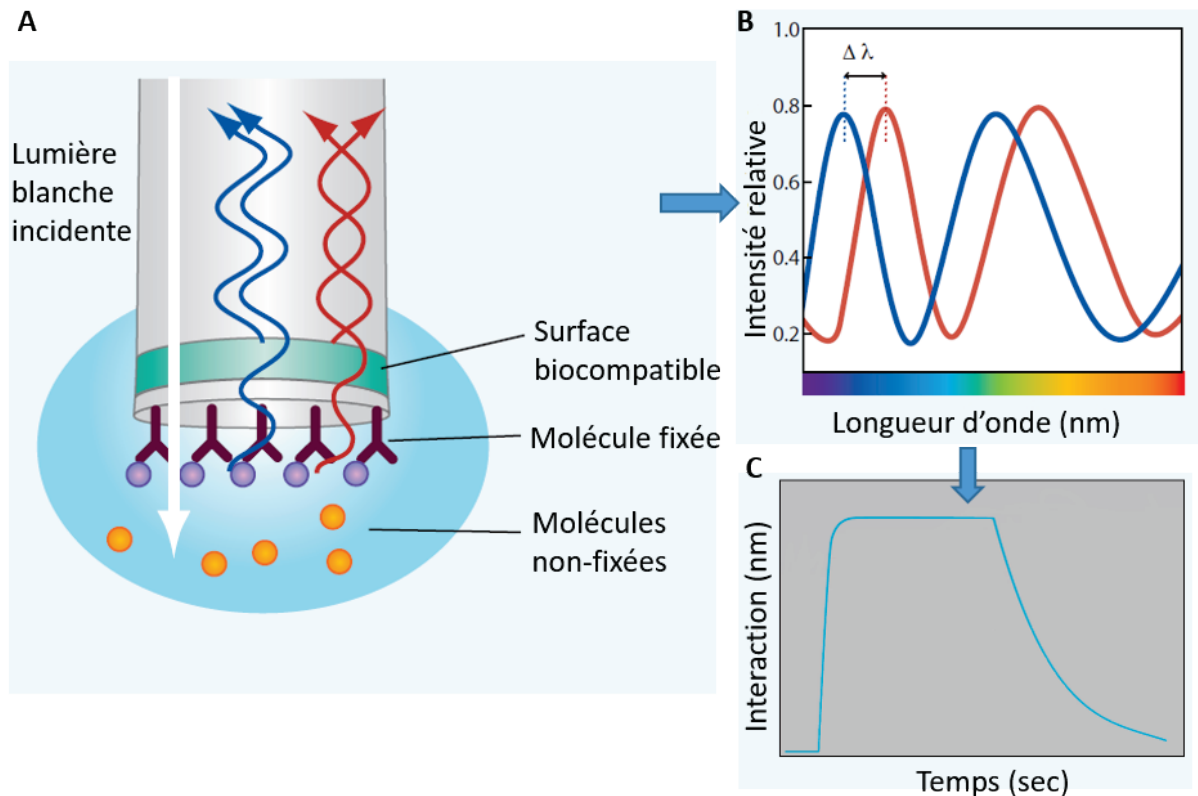 A
Lumière
blanche
incidente
Surface
biocompatible
Molécule fixée
Molécules
non-fixées
B
1.0
0.8
0.6
0.4
0.2
Δ λ
Intensité relative
Longueur d'onde (nm)
C
Interaction (nm)
Temps (sec)